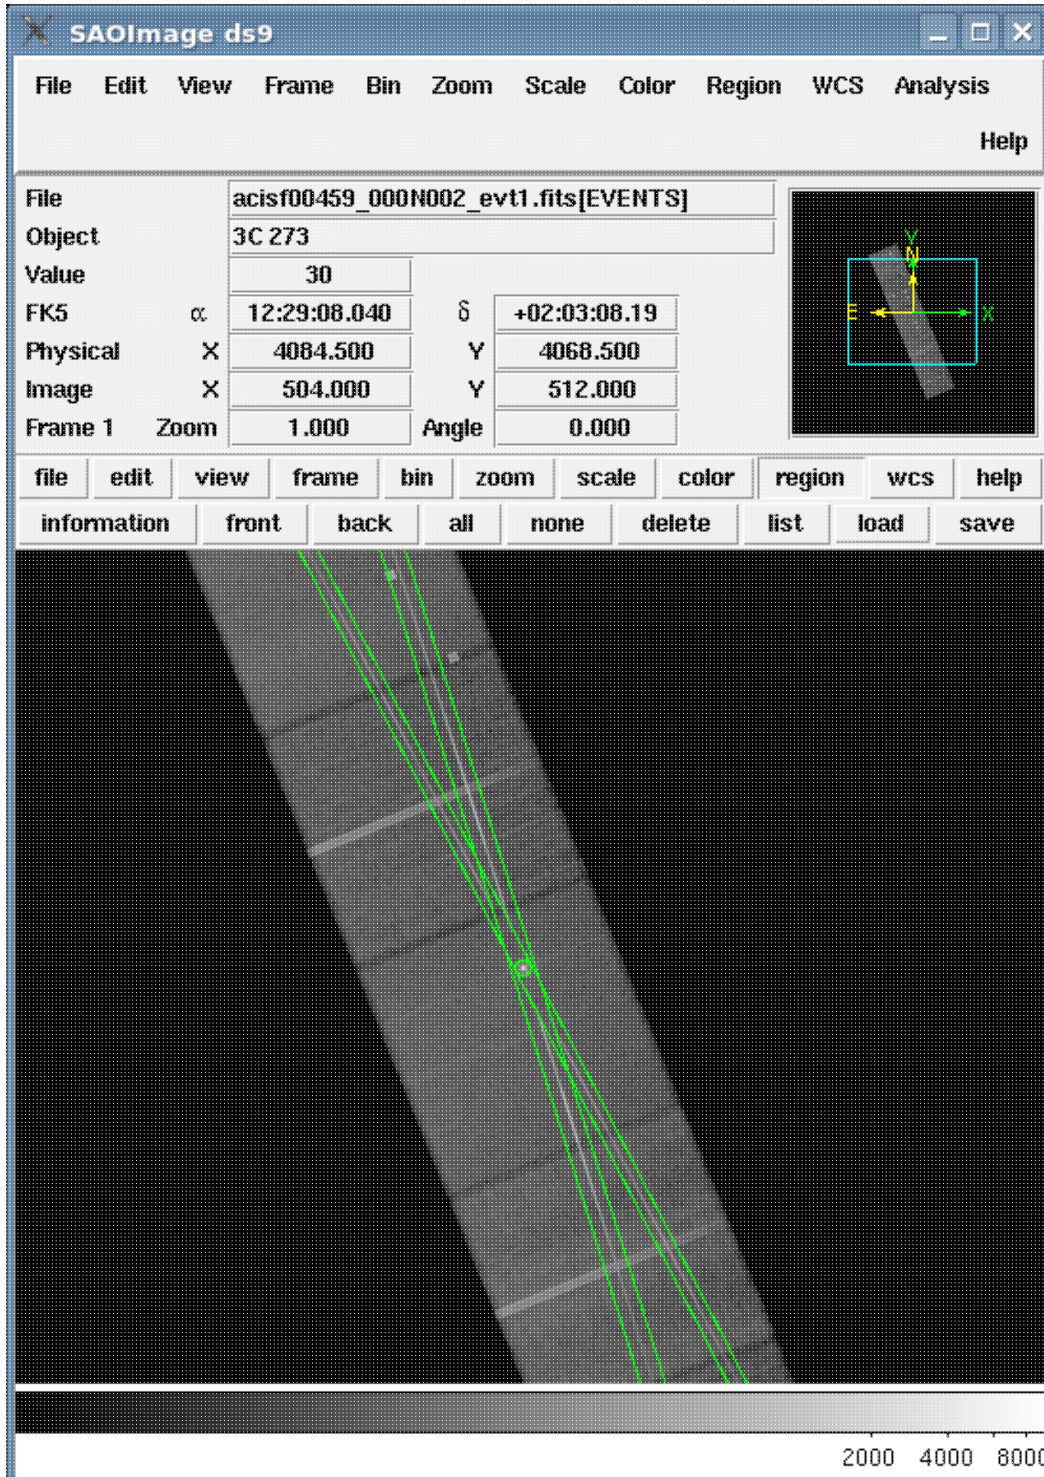 SAOImage ds9
File Edit View Frame Bin Zoom Scale Color Region WCS Analysis
Help
File acisf00459_000N002_evt1.fits[EVENTS]
Object 3C 273
Value 30
FK5 α 12:29:08.040 δ +02:03:08.19
Physical X 4084.500 Y 4068.500
Image X 504.000 Y 512.000
Frame 1 Zoom 1.000 Angle 0.000
Y
N
E X
file edit view frame bin zoom scale color region wcs help
information front back all none delete list load save
2000 4000 8000